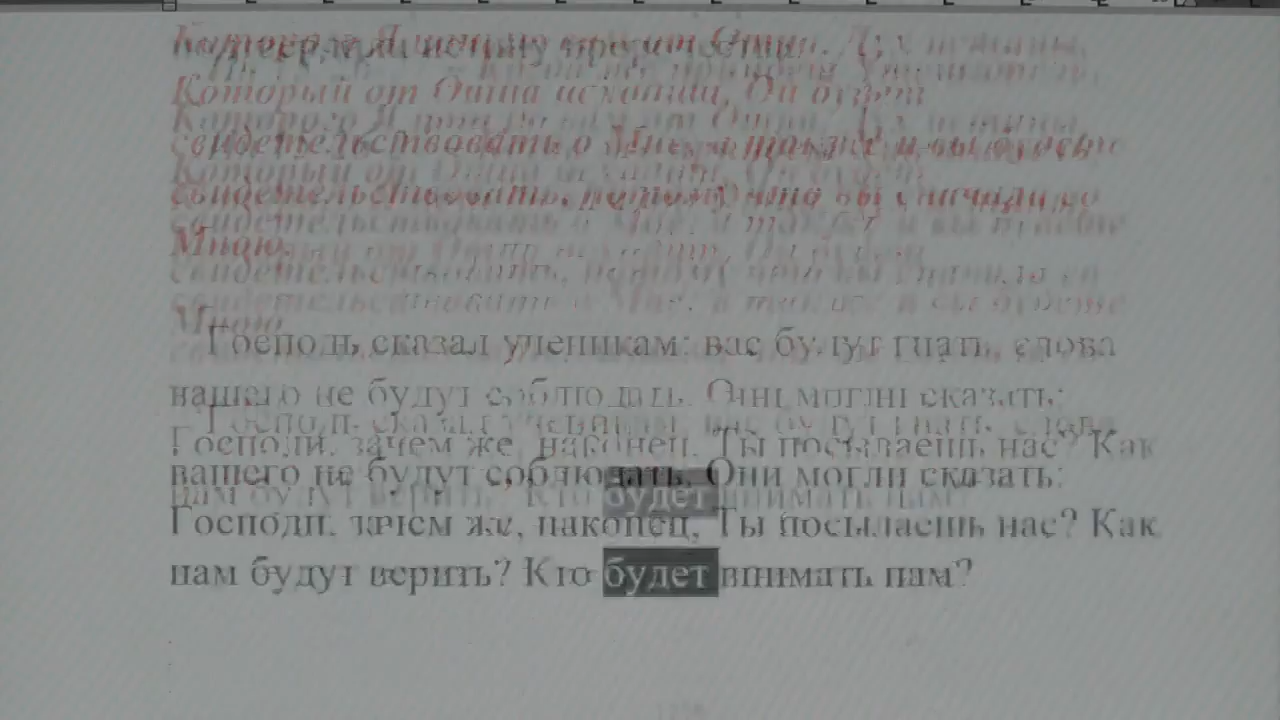 Которого Я пошлю вам от Отца, Дух истины,
Который от Отца исходит, Он будет
свидетельствовать о Мне; а также и вы будете
свидетельствовать, потому что вы сначала со
Мною.
Господь сказал ученикам: вас будут гнать, слова
вашего не будут соблюдать. Они могли сказать:
Господи, зачем же, наконец, Ты посылаешь нас? Как
нам будут верить? Кто будет внимать нам?